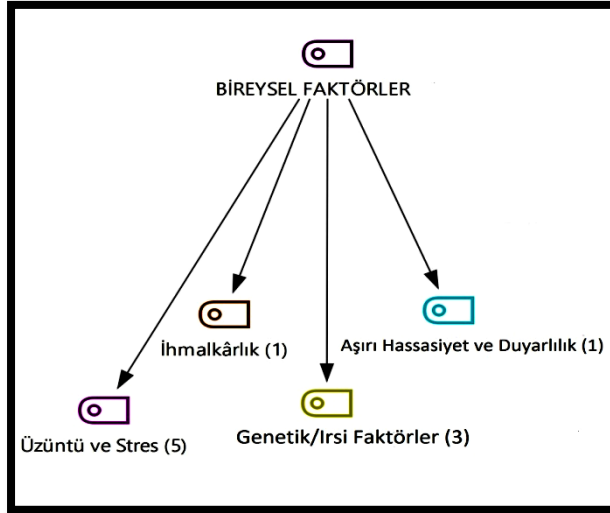 BİREYSEL FAKTÖRLER
İhmalkârlık (1)
Aşırı Hassasiyet ve Duyarlılık (1)
Üzüntü ve Stres (5)
Genetik/Irsi Faktörler (3)